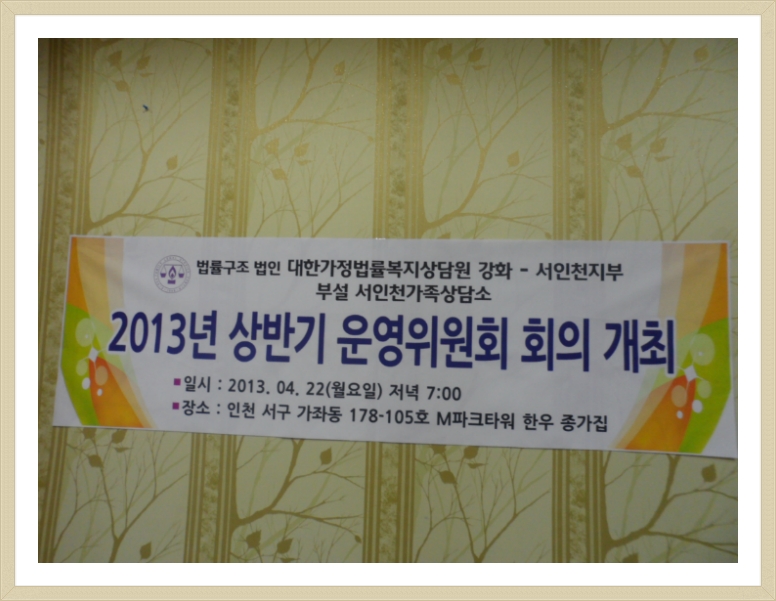 법률구조 법인 대한가정법률복지상담원 강화 - 서인천지부
부설 서인천가족상담소
2013년 상반기 운영위원회 회의 개최
■일시 : 2013. 04. 22(월요일) 저녁 7:00
■장소 : 인천 서구 가좌동 178-105호 M파크타워 한우 종가집